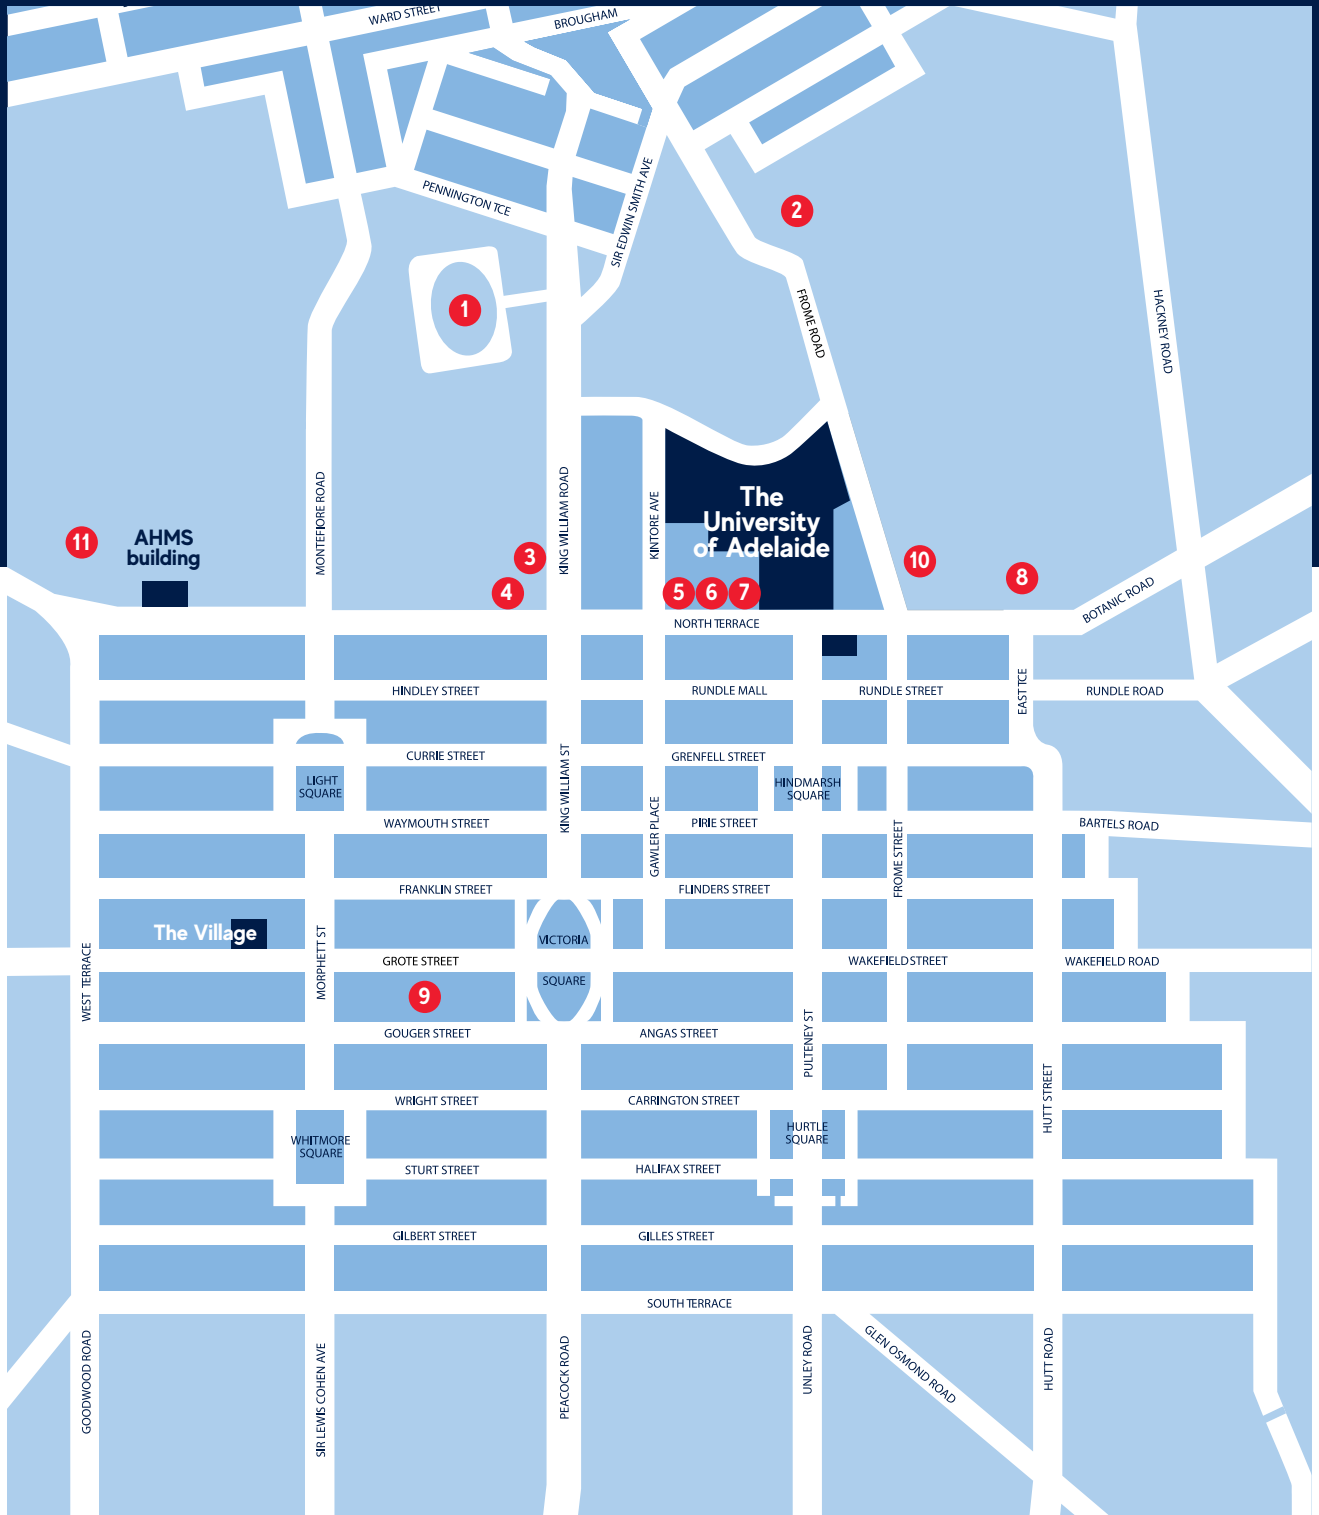 WARD STREET
BROUGHAM
PENNINGTON TCE
SIR EDWIN SMITH AVE
2
1
FROME ROAD
HACKNEY ROAD
MONTEFIORE ROAD
KING WILLIAM ROAD
KINTORE AVE
The
University
of Adelaide
11
AHMS
building
3
4
5
6
7
10
8
BOTANIC ROAD
NORTH TERRACE
HINDLEY STREET
RUNDLE MALL
RUNDLE STREET
EAST TCE
RUNDLE ROAD
CURRIE STREET
KING WILLIAM ST
GRENFELL STREET
LIGHT
SQUARE
HINDMARSH
SQUARE
WAYMOUTH STREET
GAWLER PLACE
PIRIE STREET
FROME STREET
BARTELS ROAD
FRANKLIN STREET
FLINDERS STREET
The Village
VICTORIA
SQUARE
WEST TERRACE
MORPHETT ST
GROTE STREET
WAKEFIELD STREET
WAKEFIELD ROAD
9
GOUGER STREET
ANGAS STREET
PULTENEY ST
WRIGHT STREET
CARRINGTON STREET
HUTT STREET
WHITMORE
SQUARE
HURTLE
SQUARE
STURT STREET
HALIFAX STREET
GILBERT STREET
GILLES STREET
SOUTH TERRACE
GOODWOOD ROAD
SIR LEWIS COHEN AVE
PEACOCK ROAD
UNLEY ROAD
GLEN OSMOND ROAD
HUTT ROAD